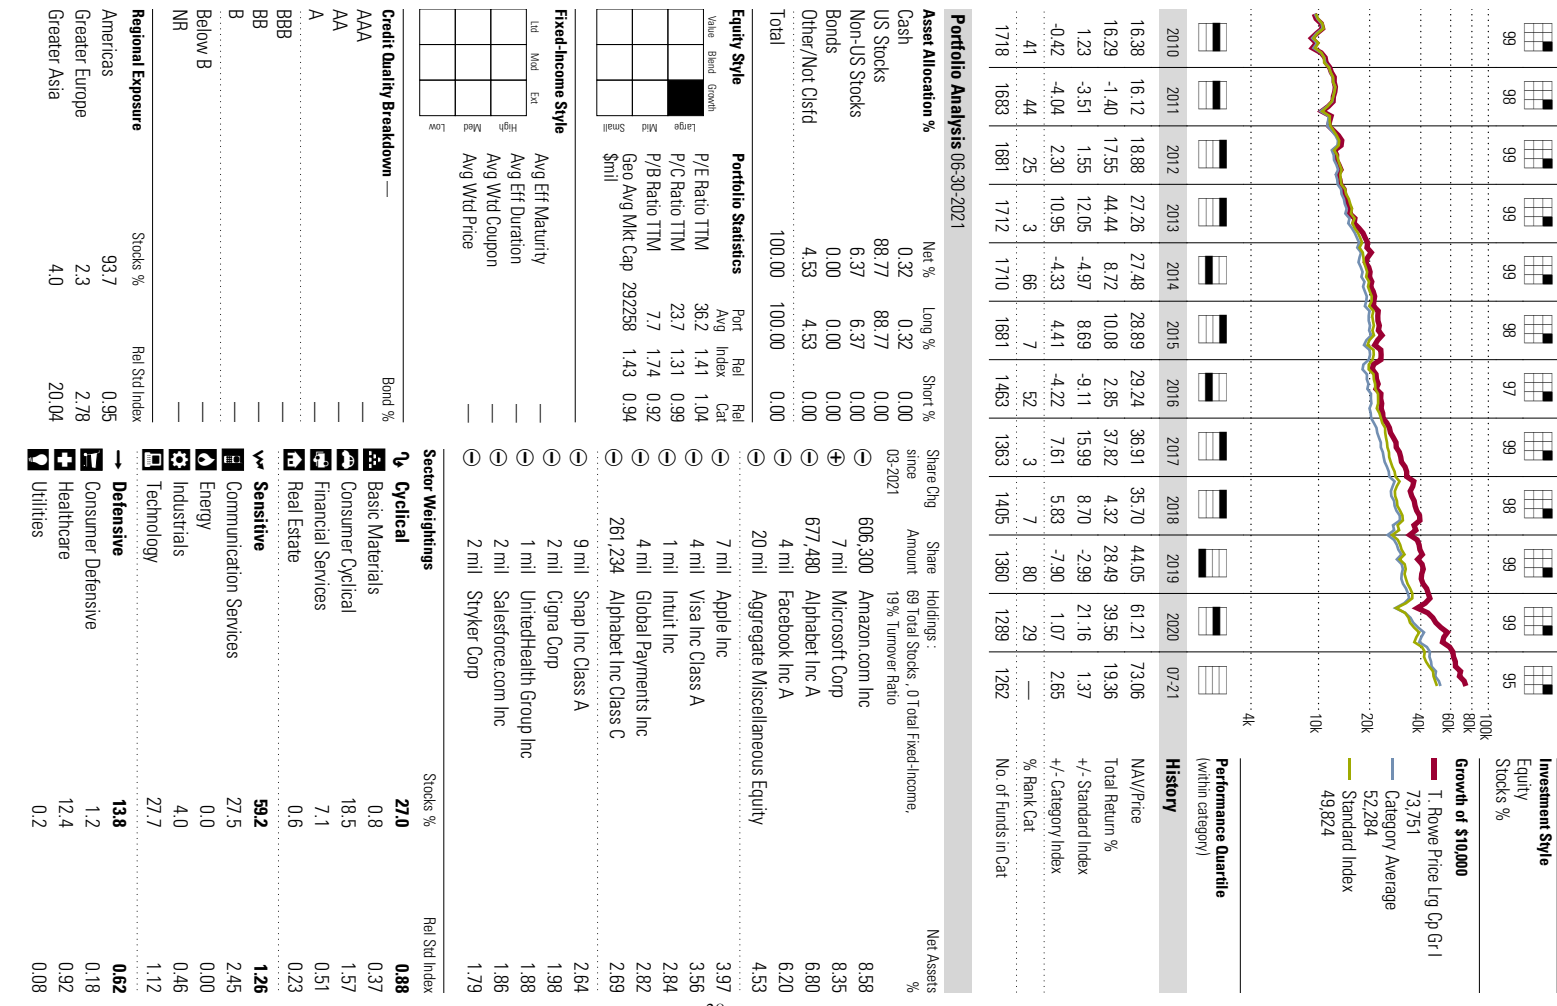 Investment Style
Equity
Stocks %
99 98 99 99 99 98 97 99 98 99 99 95
100k
80k
60k
40k
20k
10k
4k
Growth of $10,000
T. Rowe Price Lrg Cp Gr I
73,751
Category Average
52,284
Standard Index
49,824
Performance Quartile
(within category)
2010 2011 2012 2013 2014 2015 2016 2017 2018 2019 2020 07-21 History
16.38 16.12 18.88 27.26 27.48 28.89 29.24 36.91 35.70 44.05 61.21 73.06 NAV/Price
16.29 -1.40 17.55 44.44 8.72 10.08 2.85 37.82 4.32 28.49 39.56 19.36 Total Return %
1.23 -3.51 1.55 12.05 -4.97 8.69 -9.11 15.99 8.70 -2.99 21.16 1.37 +/- Standard Index
-0.42 -4.04 2.30 10.95 -4.33 4.41 -4.22 7.61 5.83 -7.90 1.07 2.65 +/- Category Index
41 44 25 3 66 7 52 3 7 80 29 — % Rank Cat
1718 1683 1681 1712 1710 1681 1463 1363 1405 1360 1289 1262 No. of Funds in Cat
Portfolio Analysis 06-30-2021
Asset Allocation % Net % Long % Short %
Cash 0.32 0.32 0.00
US Stocks 88.77 88.77 0.00
Non-US Stocks 6.37 6.37 0.00
Bonds 0.00 0.00 0.00
Other/Not Clsfd 4.53 4.53 0.00
Total 100.00 100.00 0.00
Equity Style
Value Blend Growth
Large
Mid
Small
Portfolio Statistics Port Avg Rel Index Rel Cat
P/E Ratio TTM 36.2 1.41 1.04
P/C Ratio TTM 23.7 1.31 0.99
P/B Ratio TTM 7.7 1.74 0.92
Geo Avg Mkt Cap 292258 1.43 0.94
$mil
Fixed-Income Style
Ltd Mod Ext
High
Med
Low
Avg Eff Maturity —
Avg Eff Duration —
Avg Wtd Coupon —
Avg Wtd Price —
Credit Quality Breakdown — Bond %
AAA —
AA —
A —
BBB —
BB —
B —
Below B —
NR —
Regional Exposure Stocks % Rel Std Index
Americas 93.7 0.95
Greater Europe 2.3 2.78
Greater Asia 4.0 20.04
Share Chg since 03-2021 Share Amount Holdings : Net Assets %
69 Total Stocks , 0 Total Fixed-Income,
19% Turnover Ratio
⊖ 606,300 Amazon.com Inc 8.58
⊕ 7 mil Microsoft Corp 8.35
⊖ 677,480 Alphabet Inc A 6.80
⊖ 4 mil Facebook Inc A 6.20
⊖ 20 mil Aggregate Miscellaneous Equity 4.53
⊖ 7 mil Apple Inc 3.97
⊖ 4 mil Visa Inc Class A 3.56
⊖ 1 mil Intuit Inc 2.84
⊖ 4 mil Global Payments Inc 2.82
⊖ 261,234 Alphabet Inc Class C 2.69
⊖ 9 mil Snap Inc Class A 2.64
⊖ 2 mil Cigna Corp 1.98
⊖ 1 mil UnitedHealth Group Inc 1.88
⊖ 2 mil Salesforce.com Inc 1.86
⊖ 2 mil Stryker Corp 1.79
Sector Weightings Stocks % Rel Std Index
Cyclical 27.0 0.88
Basic Materials 0.8 0.37
Consumer Cyclical 18.5 1.57
Financial Services 7.1 0.51
Real Estate 0.6 0.23
Sensitive 59.2 1.26
Communication Services 27.5 2.45
Energy 0.0 0.00
Industrials 4.0 0.46
Technology 27.7 1.12
Defensive 13.8 0.62
Consumer Defensive 1.2 0.18
Healthcare 12.4 0.92
Utilities 0.2 0.08